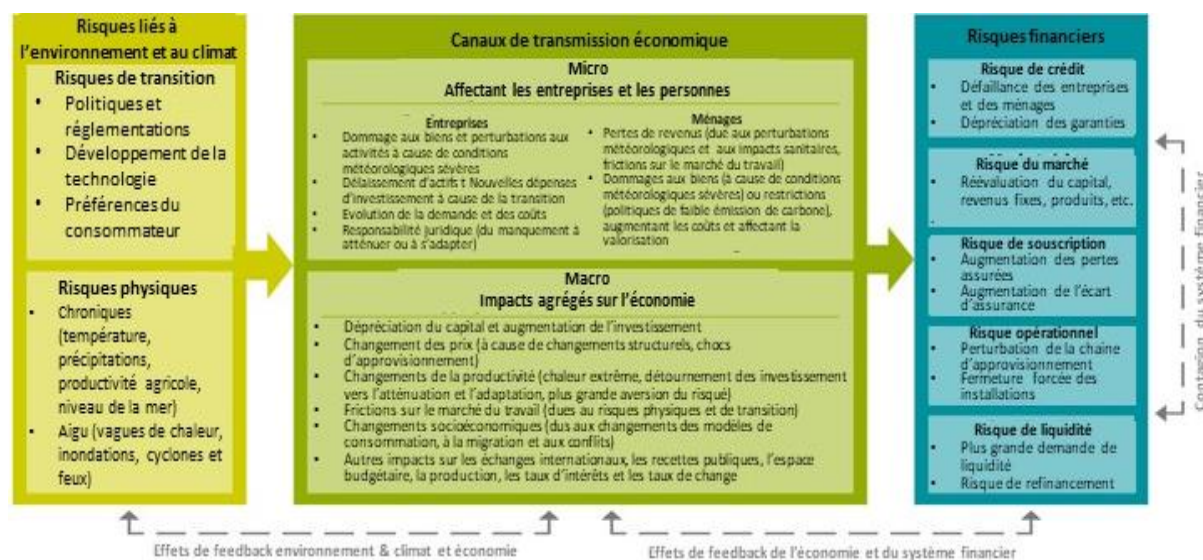 Risques liés à
l'environnement et au climat
Risques de transition
• Politiques et
réglementations
• Développement de la
technologie
• Préférences du
consommateur
Risques physiques
• Chroniques
(température,
précipitations,
productivité agricole,
niveau de la mer)
• Aigu (vagues de chaleur,
inondations, cyclones et
feux)
Canaux de transmission économique
Micro
Affectant les entreprises et les personnes
Entreprises
• Dommage aux biens et perturbations aux
activités à cause de conditions
météorologiques sévères
• Délaissement d'actifs t Nouvelles dépenses
d'investissement à cause de la transition
• Evolution de la demande et des coûts
• Responsabilité juridique (du manquement à
atténuer ou à s'adapter)
Ménages
• Pertes de revenus (due aux perturbations
météorologiques et aux impacts sanitaires,
frictions sur le marché du travail)
• Dommages aux biens (à cause de conditions
météorologiques sévères) ou restrictions
(politiques de faible émission de carbone),
augmentant les coûts et affectant la
valorisation
Macro
Impacts agrégés sur l'économie
• Dépréciation du capital et augmentation de l'investissement
• Changement des prix (à cause de changements structurels, chocs
d'approvisionnement)
• Changements de la productivité (chaleur extrême, détournement des investissement
vers l'atténuation et l'adaptation, plus grande aversion du risqué)
• Frictions sur le marché du travail (dues au risques physiques et de transition)
• Changements socioéconomiques (dus aux changements des modèles de
consommation, à la migration et aux conflits)
• Autres impacts sur les échanges internationaux, les recettes publiques, l'espace
budgétaire, la production, les taux d'intérêts et les taux de change
Risques financiers
Risque de crédit
• Défaillance des entreprises
et des ménages
• Dépréciation des garanties
Risque du marché
• Réévaluation du capital,
revenus fixes, produits, etc.
Risque de souscription
• Augmentation des pertes
assurées
• Augmentation de l'écart
d'assurance
Risque opérationnel
• Perturbation de la chaine
d'approvisionnement
• Fermeture forcée des
installations
Risque de liquidité
• Plus grande demande de
liquidité
• Risque de refinancement
Contagion du système financier
Effets de feedback environnement & climat et économie
Effets de feedback de l'économie et du système financier